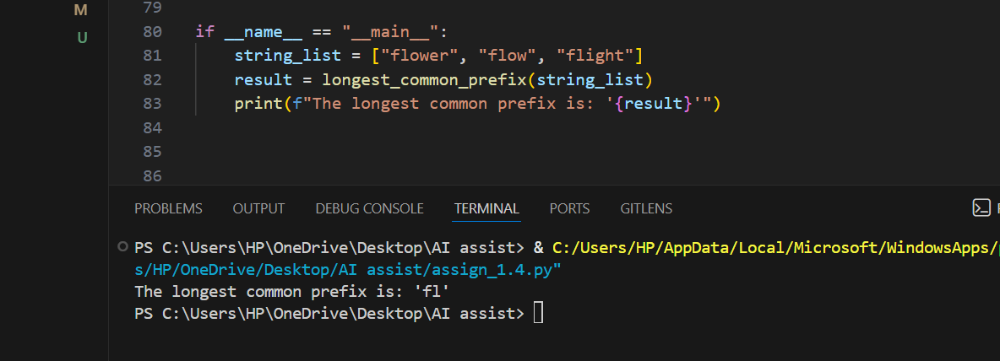 M
U
79
80 if __name__ == "__main__":
81     string_list = ["flower", "flow", "flight"]
82     result = longest_common_prefix(string_list)
83     print(f"The longest common prefix is: '{result}'")
84
85
86
PROBLEMS OUTPUT DEBUG CONSOLE TERMINAL PORTS GITLENS
PS C:\Users\HP\OneDrive\Desktop\AI assist> & C:/Users/HP/AppData/Local/Microsoft/WindowsApps/
s/HP/OneDrive/Desktop/AI assist/assign_1.4.py"
The longest common prefix is: 'fl'
PS C:\Users\HP\OneDrive\Desktop\AI assist>